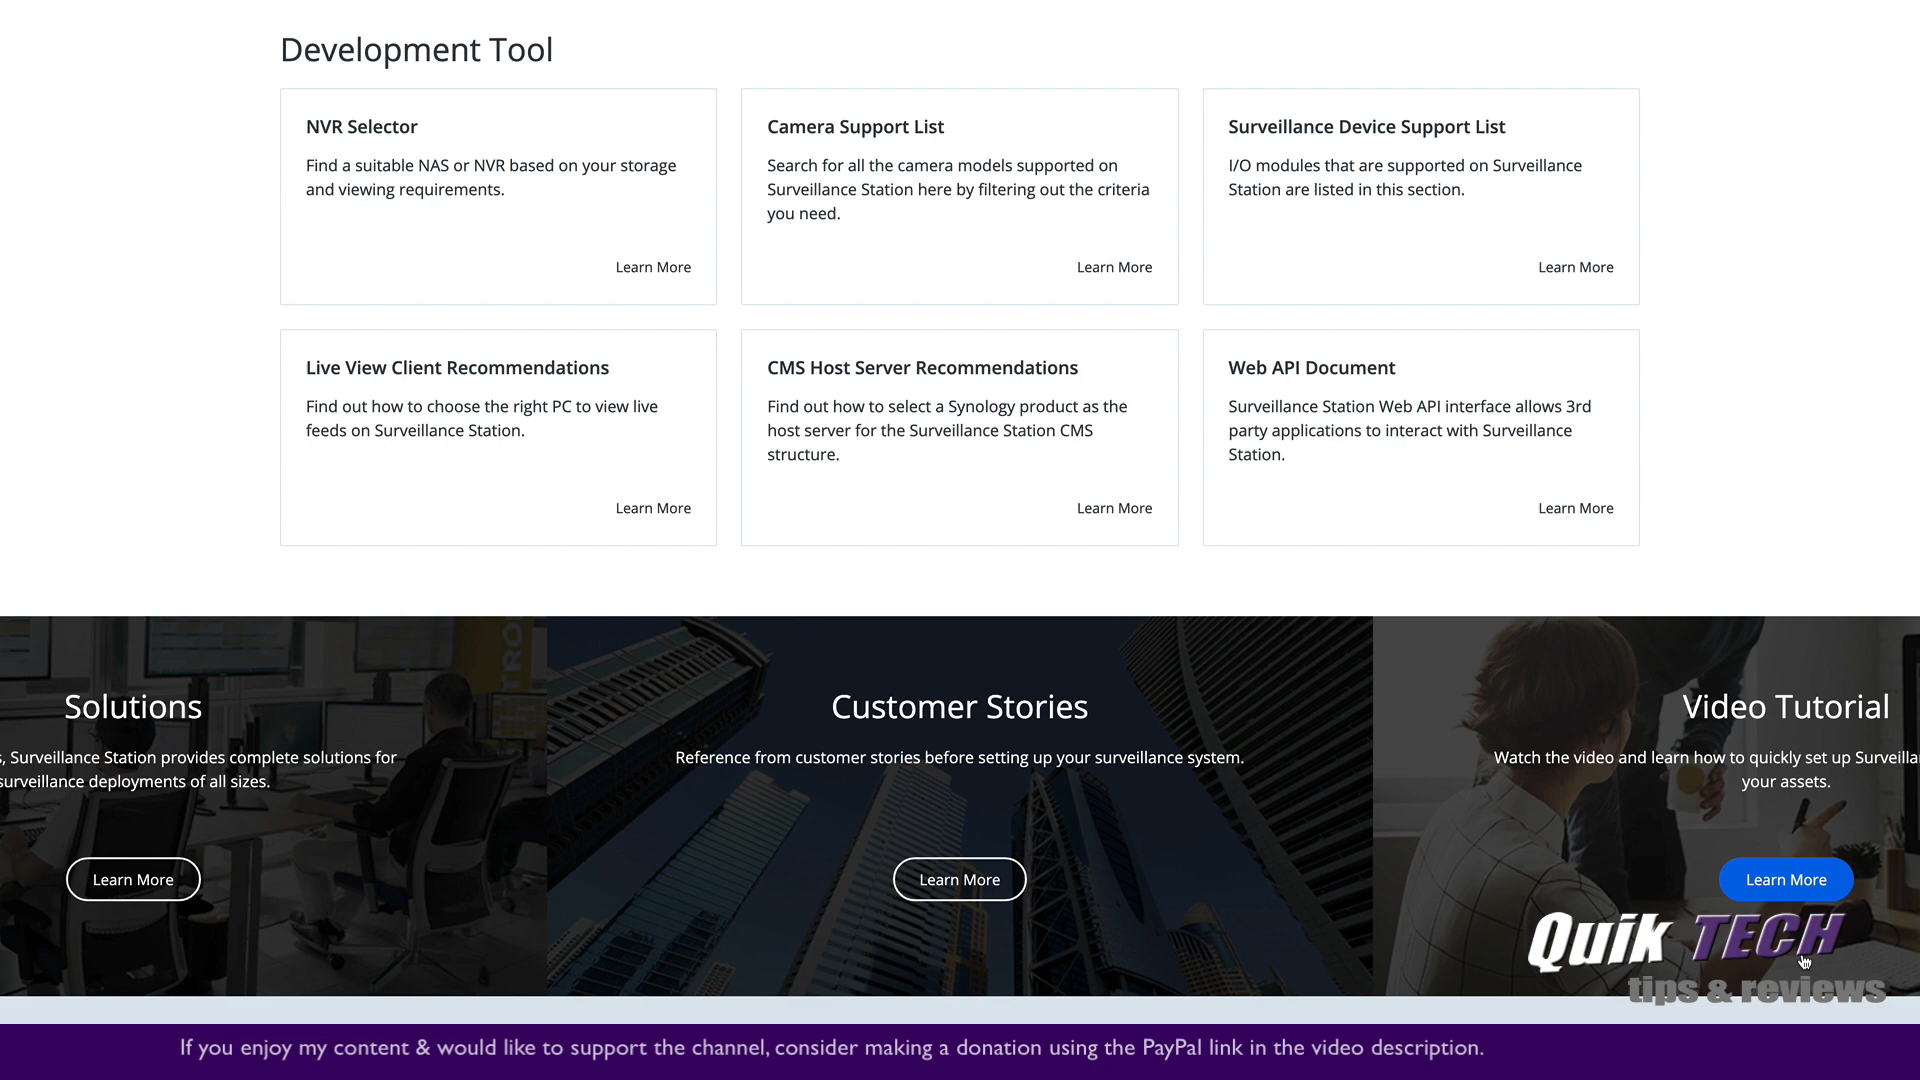 Development Tool
NVR Selector
Find a suitable NAS or NVR based on your storage
and viewing requirements.
Learn More
Camera Support List
Search for all the camera models supported on
Surveillance Station here by filtering out the criteria
you need.
Learn More
Surveillance Device Support List
I/O modules that are supported on Surveillance
Station are listed in this section.
Learn More
Live View Client Recommendations
Find out how to choose the right PC to view live
feeds on Surveillance Station.
Learn More
CMS Host Server Recommendations
Find out how to select a Synology product as the
host server for the Surveillance Station CMS
structure.
Learn More
Web API Document
Surveillance Station Web API interface allows 3rd
party applications to interact with Surveillance
Station.
Learn More
Solutions
, Surveillance Station provides complete solutions for
surveillance deployments of all sizes.
Learn More
Customer Stories
Reference from customer stories before setting up your surveillance system.
Learn More
Video Tutorial
Watch the video and learn how to quickly set up
your assets.
Learn More
Quik TECH
tips & reviews
If you enjoy my content & would like to support the channel, consider making a donation using the PayPal link in the video description.